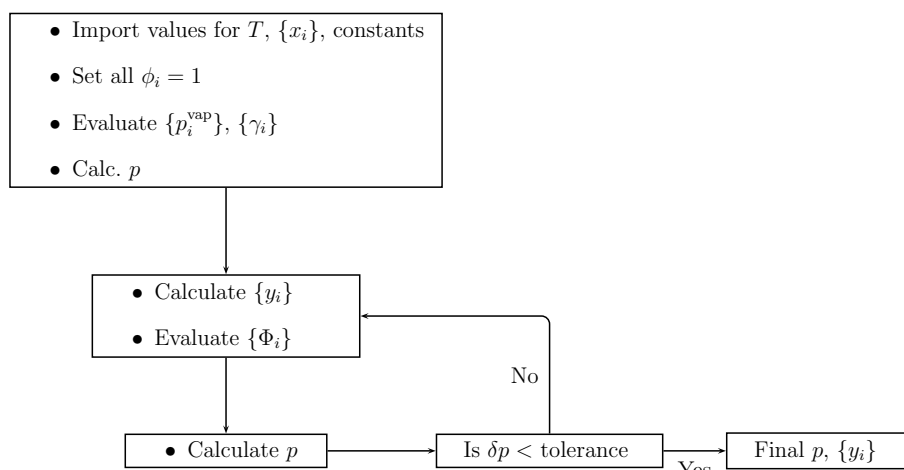 • Import values for T, {x_i}, constants
• Set all ϕ_i = 1
• Evaluate {p_i^vap}, {γ_i}
• Calc. p
• Calculate {y_i}
• Evaluate {Φ_i}
No
• Calculate p
Is δp < tolerance
Final p, {y_i}
Yes